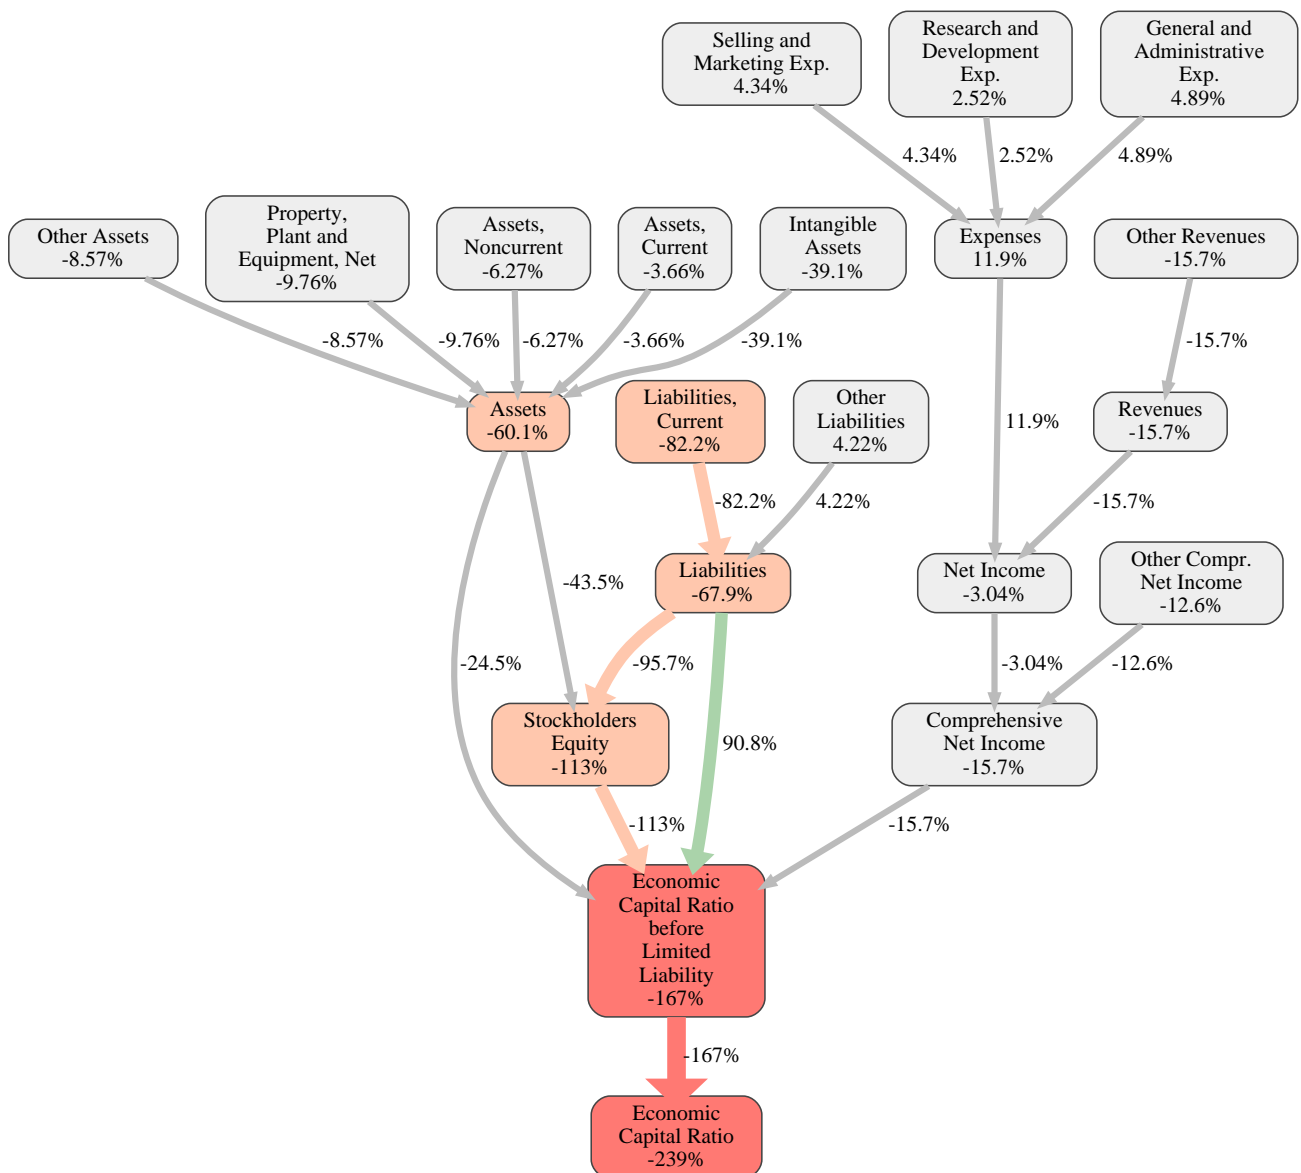 Selling and
Marketing Exp.
4.34%
Research and
Development
Exp.
2.52%
General and
Administrative
Exp.
4.89%
4.34%
2.52%
4.89%
Other Assets
-8.57%
Property,
Plant and
Equipment, Net
-9.76%
Assets,
Noncurrent
-6.27%
Assets,
Current
-3.66%
Intangible
Assets
-39.1%
Expenses
11.9%
Other Revenues
-15.7%
-8.57%
-9.76%
-6.27%
-3.66%
-39.1%
-15.7%
Assets
-60.1%
Liabilities,
Current
-82.2%
Other
Liabilities
4.22%
11.9%
Revenues
-15.7%
-82.2%
4.22%
-15.7%
-43.5%
Liabilities
-67.9%
Net Income
-3.04%
Other Compr.
Net Income
-12.6%
-24.5%
-95.7%
-3.04%
-12.6%
Stockholders
Equity
-113%
90.8%
Comprehensive
Net Income
-15.7%
-113%
-15.7%
Economic
Capital Ratio
before
Limited
Liability
-167%
-167%
Economic
Capital Ratio
-239%